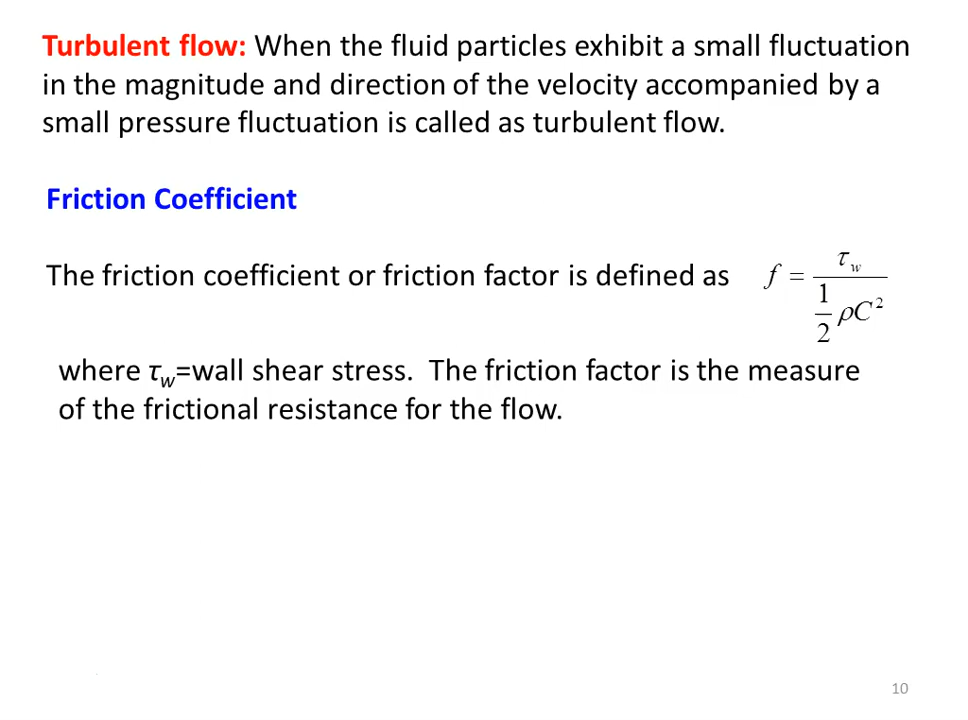 Turbulent flow: When the fluid particles exhibit a small fluctuation
in the magnitude and direction of the velocity accompanied by a
small pressure fluctuation is called as turbulent flow.
Friction Coefficient
The friction coefficient or friction factor is defined as f = τw / (1/2 ρC²)
where τw=wall shear stress. The friction factor is the measure
of the frictional resistance for the flow.
10